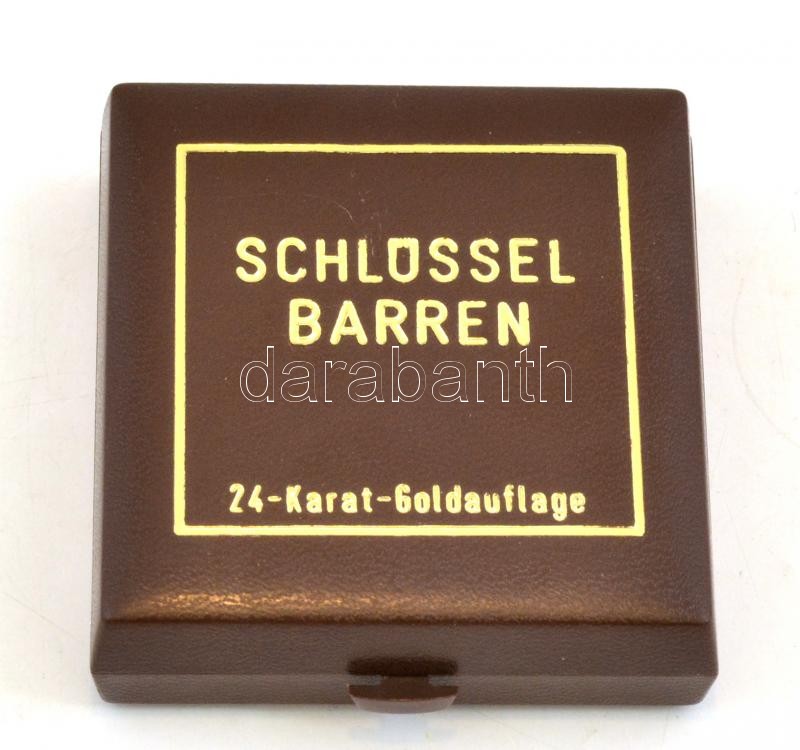 SCHLÜSSEL
BARREN
darabanth
24-Karat-Goldauflage